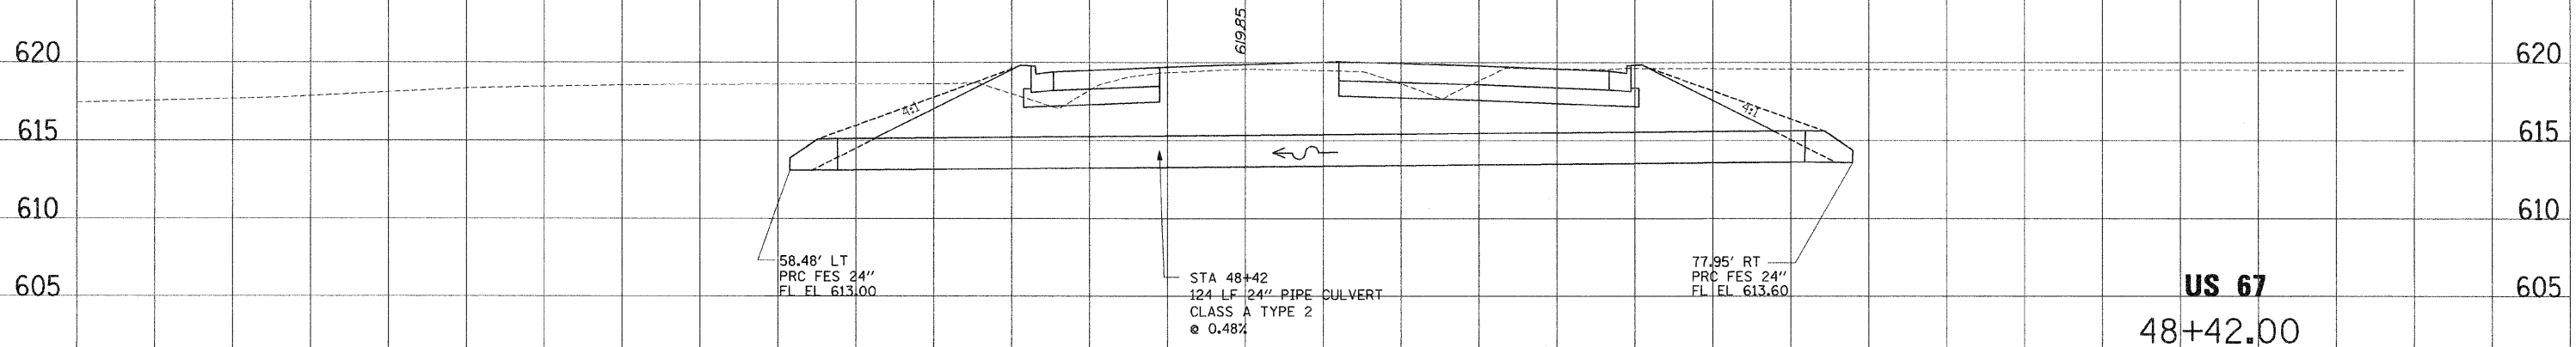 619.85
620
620
4:1
4:1
615
615
610
610
58.48' LT
PRC FES 24"
FL EL 613.00
STA 48+42
124 LF 24" PIPE CULVERT
CLASS A TYPE 2
@ 0.48%
77.95' RT
PRC FES 24"
FL EL 613.60
605
605
US 67
48+42.00